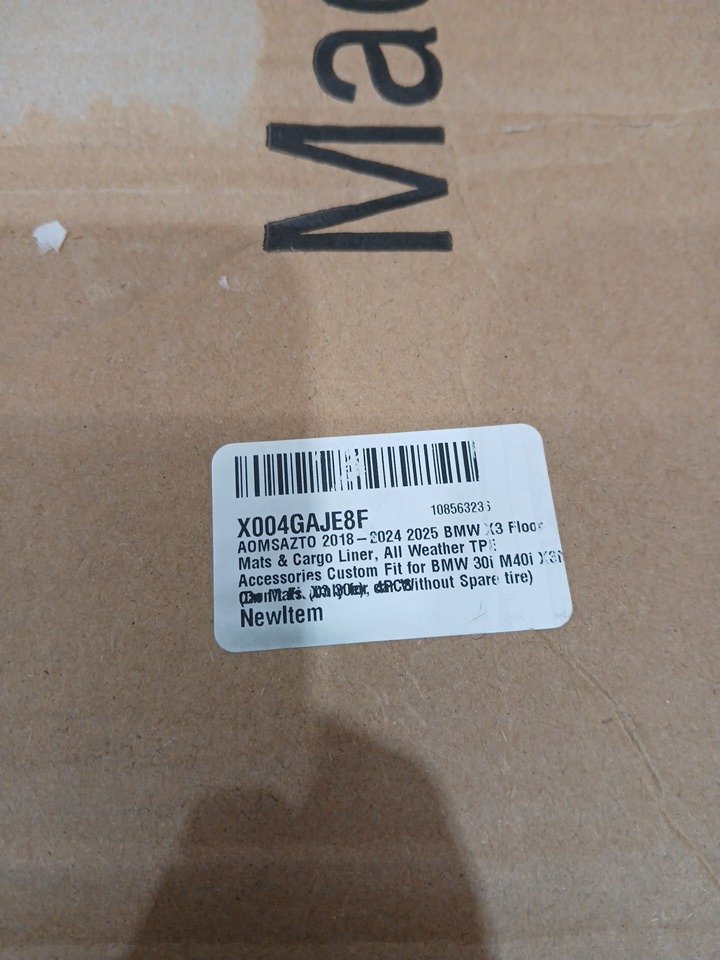 Ma
X004GAJE8F
AOMSAZTO 2018-2024 2025 BMW X3 Floor
Mats & Cargo Liner, All Weather TPE
Accessories Custom Fit for BMW 30i M40i
Without Spare tire)
NewItem